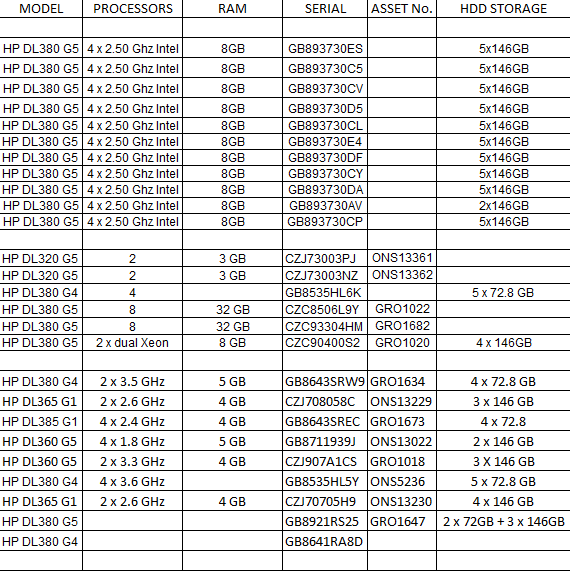 MODEL PROCESSORS RAM SERIAL ASSET No. HDD STORAGE
HP DL380 G5 4 x 2.50 Ghz Intel 8GB GB893730ES 5x146GB
HP DL380 G5 4 x 2.50 Ghz Intel 8GB GB893730C5 5x146GB
HP DL380 G5 4 x 2.50 Ghz Intel 8GB GB893730CV 5x146GB
HP DL380 G5 4 x 2.50 Ghz Intel 8GB GB893730D5 5x146GB
HP DL380 G5 4 x 2.50 Ghz Intel 8GB GB893730CL 5x146GB
HP DL380 G5 4 x 2.50 Ghz Intel 8GB GB893730E4 5x146GB
HP DL380 G5 4 x 2.50 Ghz Intel 8GB GB893730DF 5x146GB
HP DL380 G5 4 x 2.50 Ghz Intel 8GB GB893730CY 5x146GB
HP DL380 G5 4 x 2.50 Ghz Intel 8GB GB893730DA 5x146GB
HP DL380 G5 4 x 2.50 Ghz Intel 8GB GB893730AV 2x146GB
HP DL380 G5 4 x 2.50 Ghz Intel 8GB GB893730CP 5x146GB
HP DL320 G5 2 3 GB CZJ73003PJ ONS13361
HP DL320 G5 2 3 GB CZJ73003NZ ONS13362
HP DL380 G4 4 GB8535HL6K 5 x 72.8 GB
HP DL380 G5 8 32 GB CZC8506L9Y GRO1022
HP DL380 G5 8 32 GB CZC93304HM GRO1682
HP DL380 G5 2 x dual Xeon 8 GB CZC90400S2 GRO1020 4 x 146GB
HP DL380 G4 2 x 3.5 GHz 5 GB GB8643SRW9 GRO1634 4 x 72.8 GB
HP DL365 G1 2 x 2.6 GHz 4 GB CZJ708058C ONS13229 3 x 146 GB
HP DL385 G1 4 x 2.4 GHz 4 GB GB8643SREC GRO1673 4 x 72.8
HP DL360 G5 4 x 1.8 GHz 5 GB GB8711939J ONS13022 2 x 146 GB
HP DL360 G5 2 x 3.3 GHz 4 GB CZJ907A1CS GRO1018 3 X 146 GB
HP DL380 G4 4 x 3.6 GHz GB8535HL5Y ONS5236 5 x 72.8 GB
HP DL365 G1 2 x 2.6 GHz 4 GB CZJ70705H9 ONS13230 4 x 146 GB
HP DL380 G5 GB8921RS25 GRO1647 2 x 72GB + 3 x 146GB
HP DL380 G4 GB8641RA8D